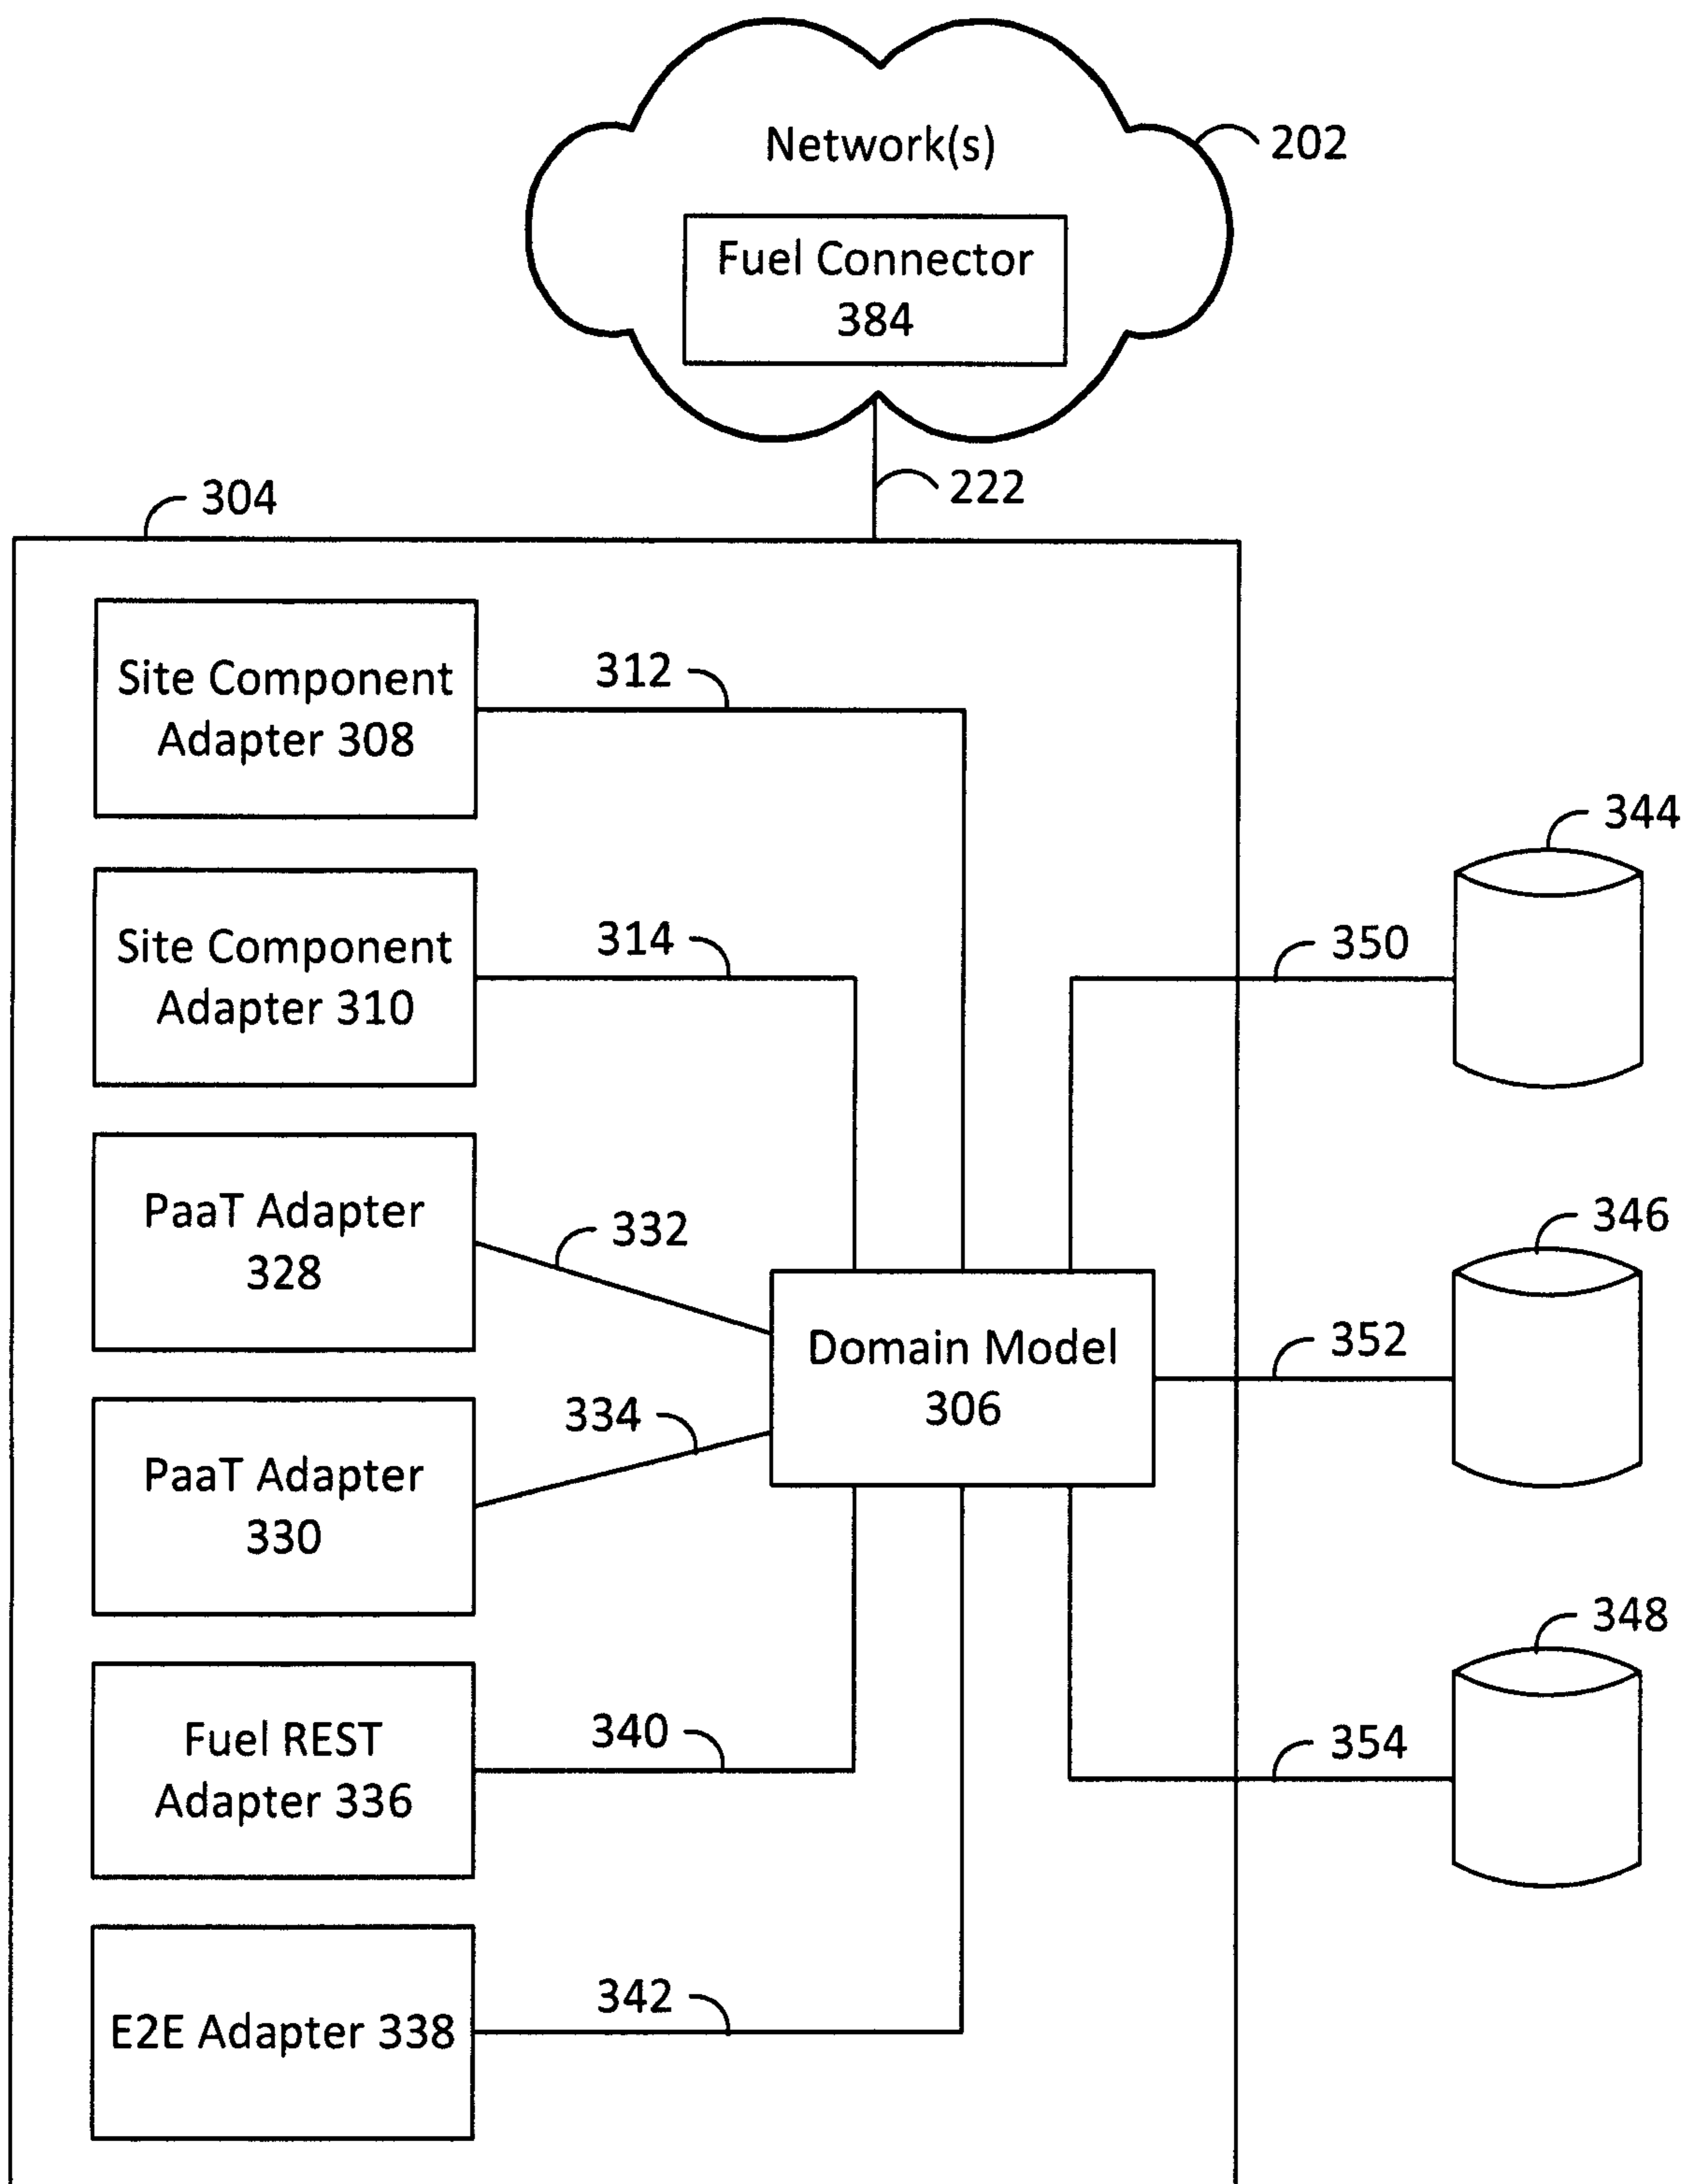 Network(s)
202
Fuel Connector
384
222
304
Site Component
Adapter 308
312
344
Site Component
Adapter 310
314
350
PaaT Adapter
328
332
346
Domain Model
306
352
PaaT Adapter
330
334
348
Fuel REST
Adapter 336
340
354
E2E Adapter 338
342